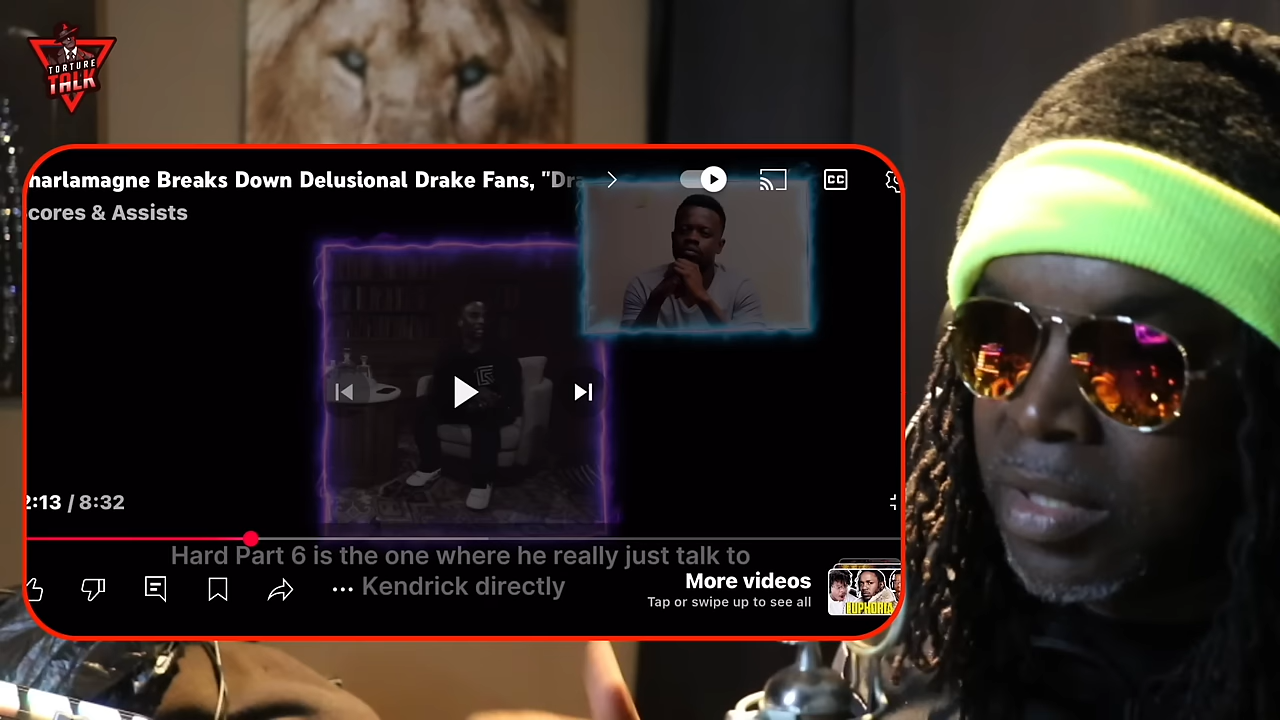 TORTURE
TALK
harlamagne Breaks Down Delusional Drake Fans, "Dra
cores & Assists
CC
2:13 / 8:32
Hard Part 6 is the one where he really just talk to
Kendrick directly
More videos
Tap or swipe up to see all
EUPHORIA